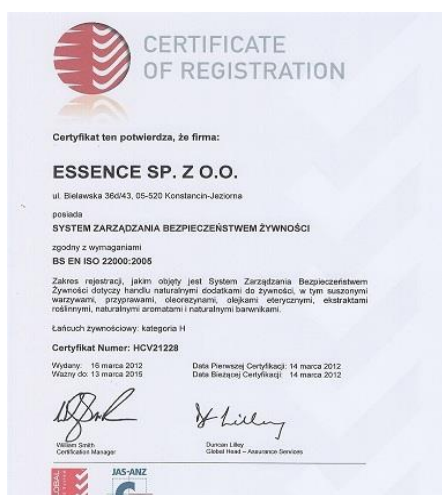 CERTIFICATE
OF REGISTRATION
Certyfikat ten potwierdza, że firma:
ESSENCE SP. Z O.O.
ul. Bielawska 36d/43, 05-520 Konstancin-Jeziorna
posiada
SYSTEM ZARZĄDZANIA BEZPIECZEŃSTWEM ŻYWNOŚCI
zgodny z wymaganiami
BS EN ISO 22000:2005
Zakres rejestracji, jakim objęty jest System Zarządzania Bezpieczeństwem
Żywności dotyczy handlu naturalnymi dodatkami do żywności, w tym suszonymi
warzywami, przyprawami, oleorezynami, olejkami eterycznymi, ekstraktami
roślinnymi, naturalnymi aromatami i naturalnymi barwnikami.
Łańcuch żywnościowy: kategoria H
Certyfikat Numer: HCV21228
Wydany: 16 marca 2012 Data Pierwszej Certyfikacji: 14 marca 2012
Ważny do: 13 marca 2015 Data Bieżącej Certyfikacji: 14 marca 2012
William Smith Duncan Lilley
Certification Manager Global Head – Assurance Services
GLOBAL
JAS-ANZ